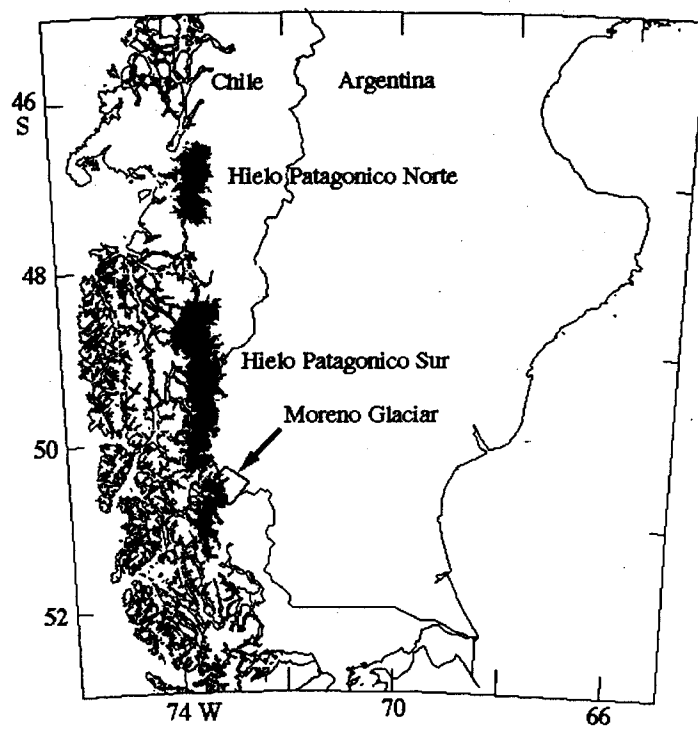 Chile
Argentina
46
S
Hielo Patagonico Norte
48
Hielo Patagonico Sur
Moreno Glaciar
50
52
74 W
70
66